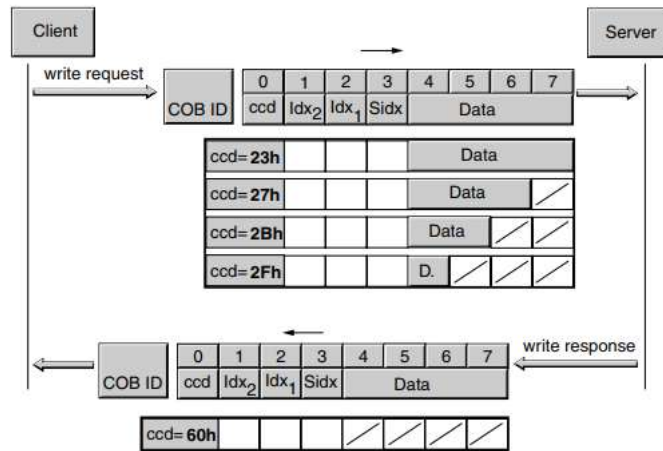 Client
Server
write request
COB ID
0 1 2 3 4 5 6 7
ccd Idx2 Idx1 Sidx Data
ccd= 23h Data
ccd= 27h Data
ccd= 2Bh Data
ccd= 2Fh D.
write response
COB ID
0 1 2 3 4 5 6 7
ccd Idx2 Idx1 Sidx Data
ccd= 60h